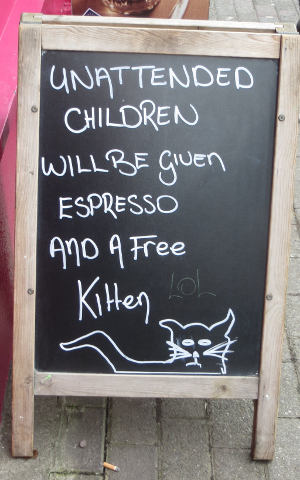 UNATTENDED
CHILDREN
WILL BE GIVEN
ESPRESSO
AND A FREE
KITTEN LOL